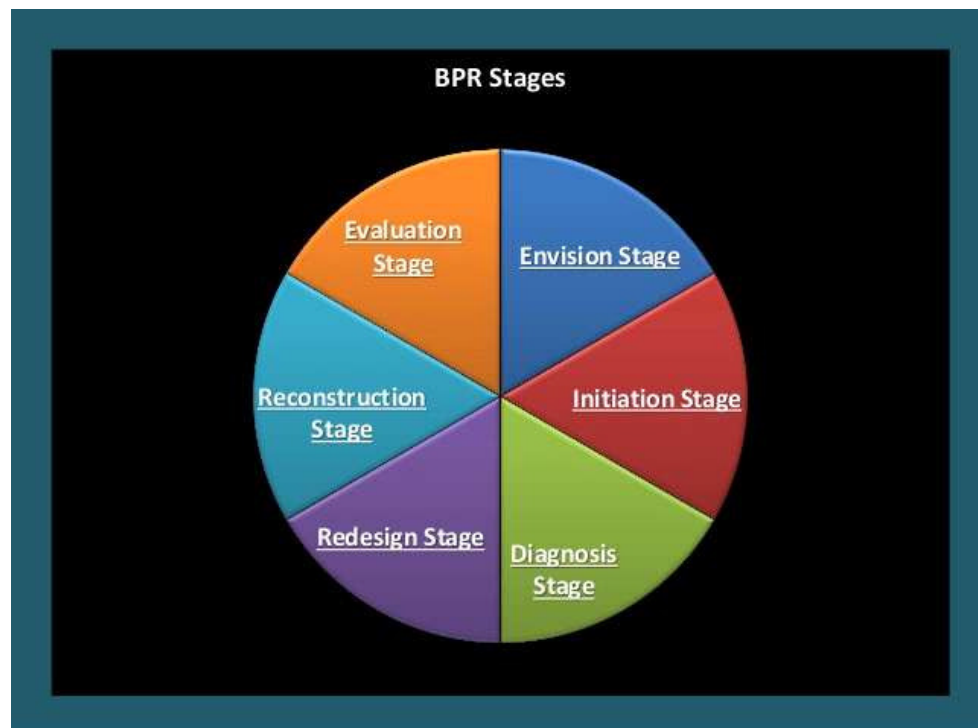 BPR Stages
Envision Stage
Initiation Stage
Diagnosis
Stage
Redesign Stage
Reconstruction
Stage
Evaluation
Stage